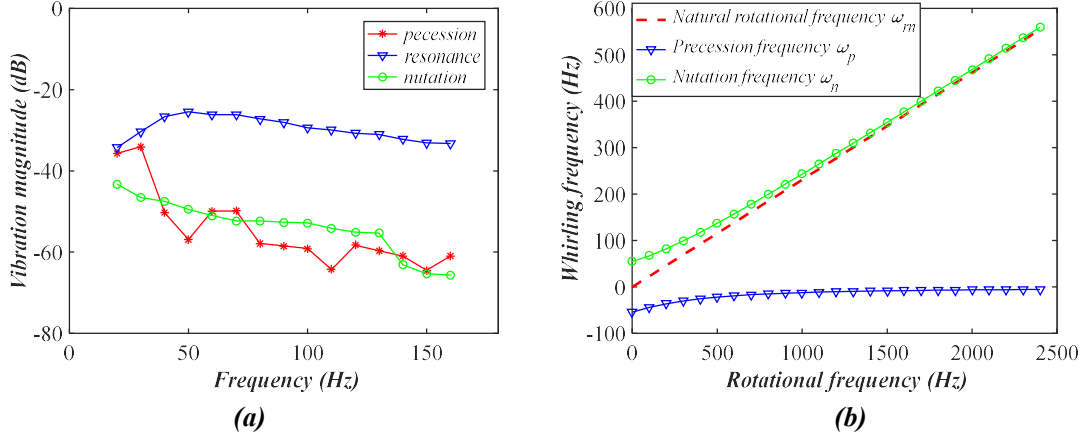 0
-20
-40
-60
-80
0
50
100
150
Vibration magnitude (dB)
Frequency (Hz)
pecession
resonance
nutation
(a)
600
500
400
300
200
100
0
-100
0
500
1000
1500
2000
2500
Whirling frequency (Hz)
Rotational frequency (Hz)
Natural rotational frequency ω_rn
Precession frequency ω_p
Nutation frequency ω_n
(b)